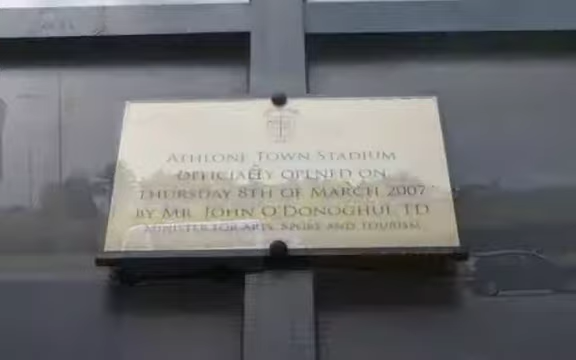 ATHLONE TOWN STADIUM
OFFICIALLY OPENED ON
THURSDAY 8TH OF MARCH 2007
BY MR. JOHN O'DONOGHUE TD
MINISTER FOR ARTS, SPORT AND TOURISM